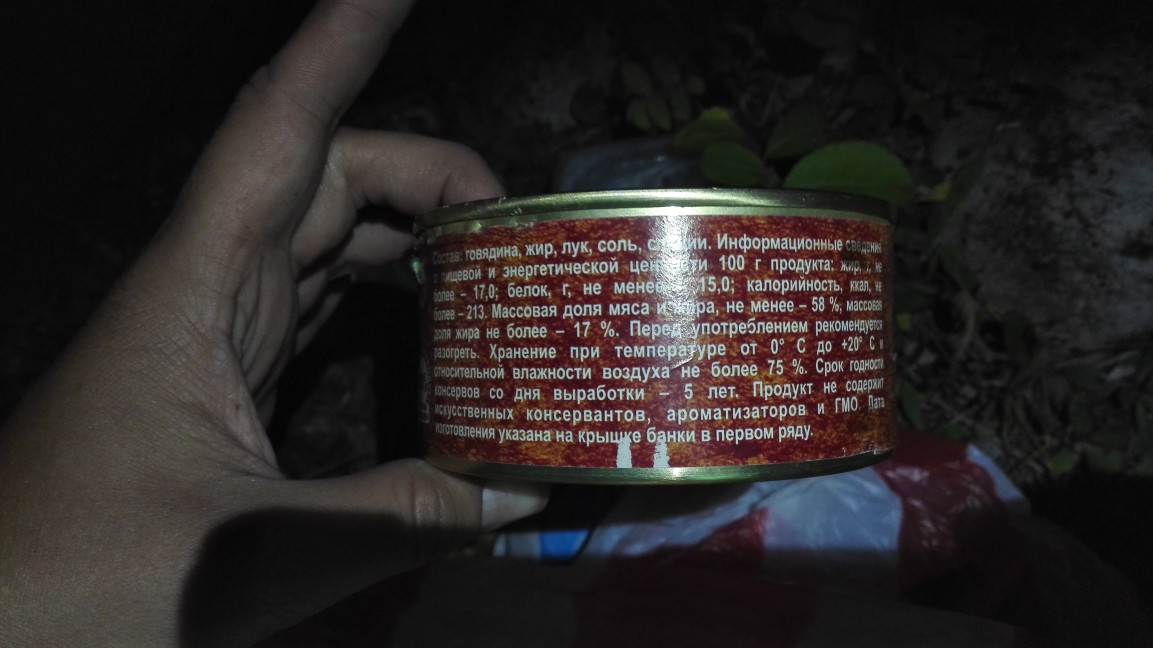 Состав: говядина, жир, лук, соль, специи. Информационные сведения
о пищевой и энергетической ценности 100 г продукта: жир, г, не
более – 17,0; белок, г, не менее – 15,0; калорийность, ккал, не
более – 213. Массовая доля мяса и жира, не менее – 58 %, массовая
доля жира не более – 17 %. Перед употреблением рекомендуется
разогреть. Хранение при температуре от 0° С до +20° С и
относительной влажности воздуха не более 75 %. Срок годности
консервов со дня выработки – 5 лет. Продукт не содержит
искусственных консервантов, ароматизаторов и ГМО. Дата
изготовления указана на крышке банки в первом ряду.